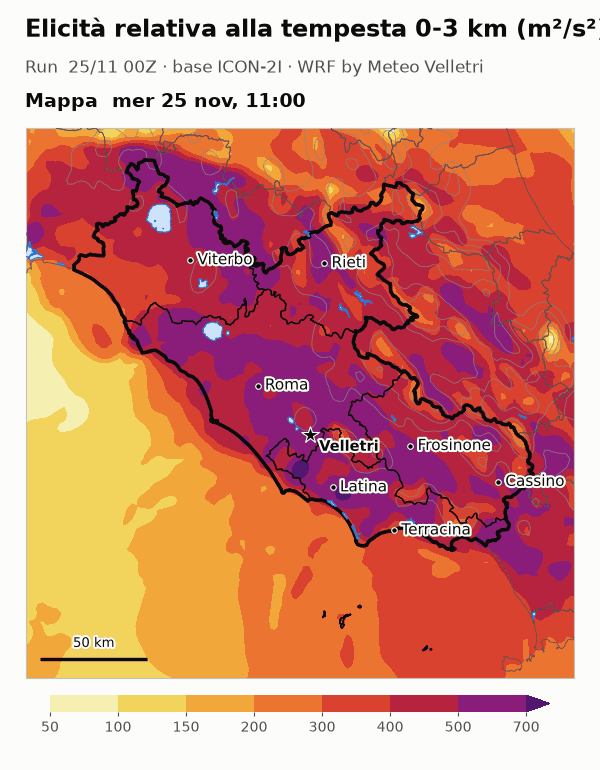 Elicità relativa alla tempesta 0-3 km (m²/s²)
Run  25/11 00Z · base ICON-2I · WRF by Meteo Velletri
Mappa  mer 25 nov, 11:00
Viterbo
Rieti
Roma
Velletri
Frosinone
Latina
Cassino
Terracina
50 km
50 100 150 200 300 400 500 700